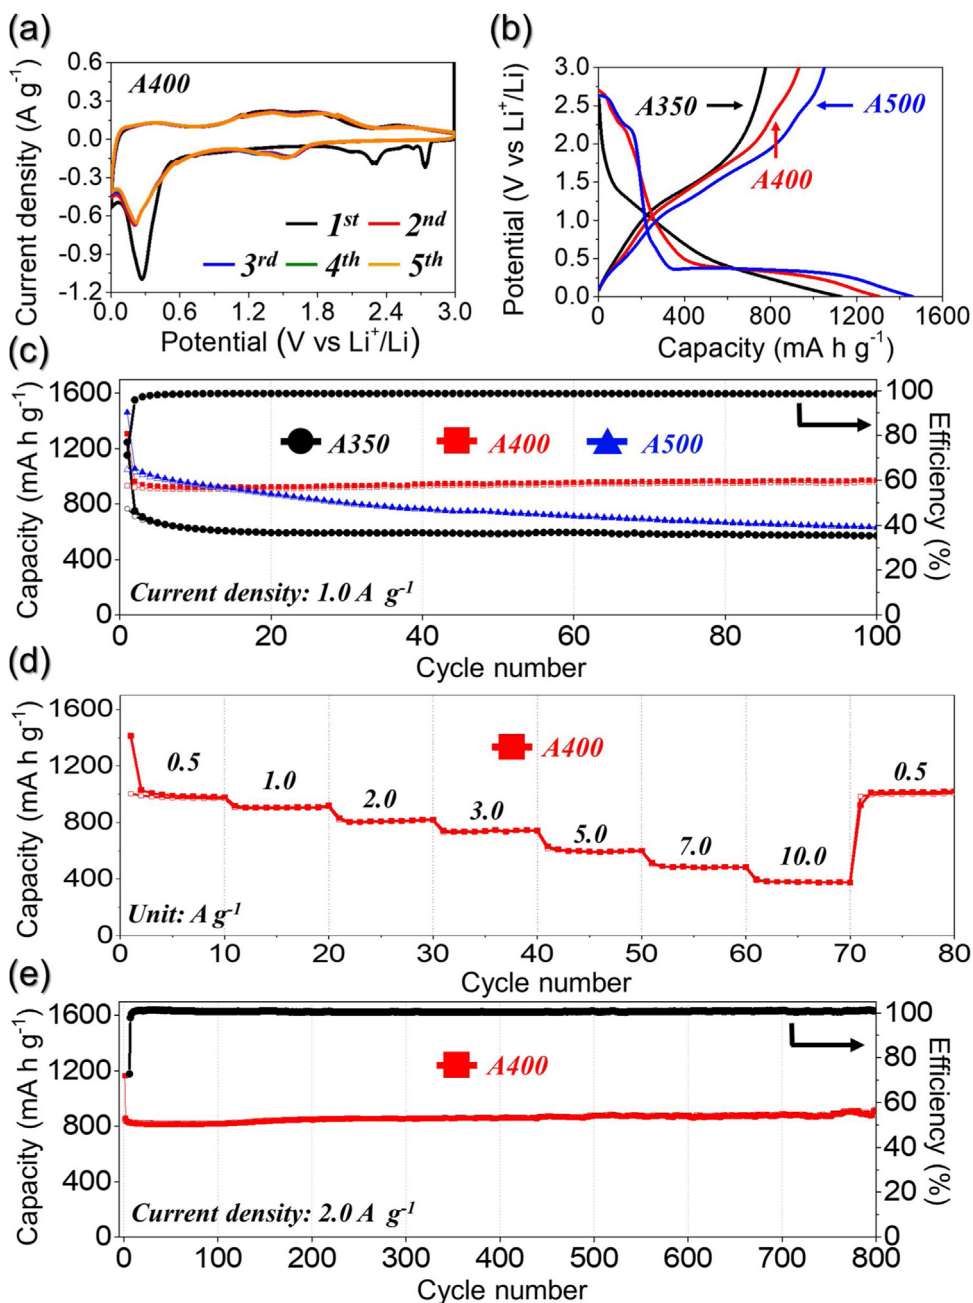 (a)
A400
Current density (A g⁻¹)
0.6
0.3
0.0
-0.3
-0.6
-0.9
-1.2
1ˢᵗ 2ⁿᵈ
3ʳᵈ 4ᵗʰ 5ᵗʰ
0.0 0.6 1.2 1.8 2.4 3.0
Potential (V vs Li⁺/Li)
(b)
Potential (V vs Li⁺/Li)
3.0
2.5
2.0
1.5
1.0
0.5
0.0
A350
A500
A400
0 400 800 1200 1600
Capacity (mA h g⁻¹)
(c)
Capacity (mA h g⁻¹)
1600
1200
800
400
0
A350 A400 A500
Current density: 1.0 A g⁻¹
100
80
60
40
20
0
Efficiency (%)
0 20 40 60 80 100
Cycle number
(d)
Capacity (mA h g⁻¹)
1600
1200
800
400
0
A400
0.5 1.0 2.0 3.0 5.0 7.0 10.0 0.5
Unit: A g⁻¹
0 10 20 30 40 50 60 70 80
Cycle number
(e)
Capacity (mA h g⁻¹)
1600
1200
800
400
0
A400
Current density: 2.0 A g⁻¹
100
80
60
40
20
0
Efficiency (%)
0 100 200 300 400 500 600 700 800
Cycle number